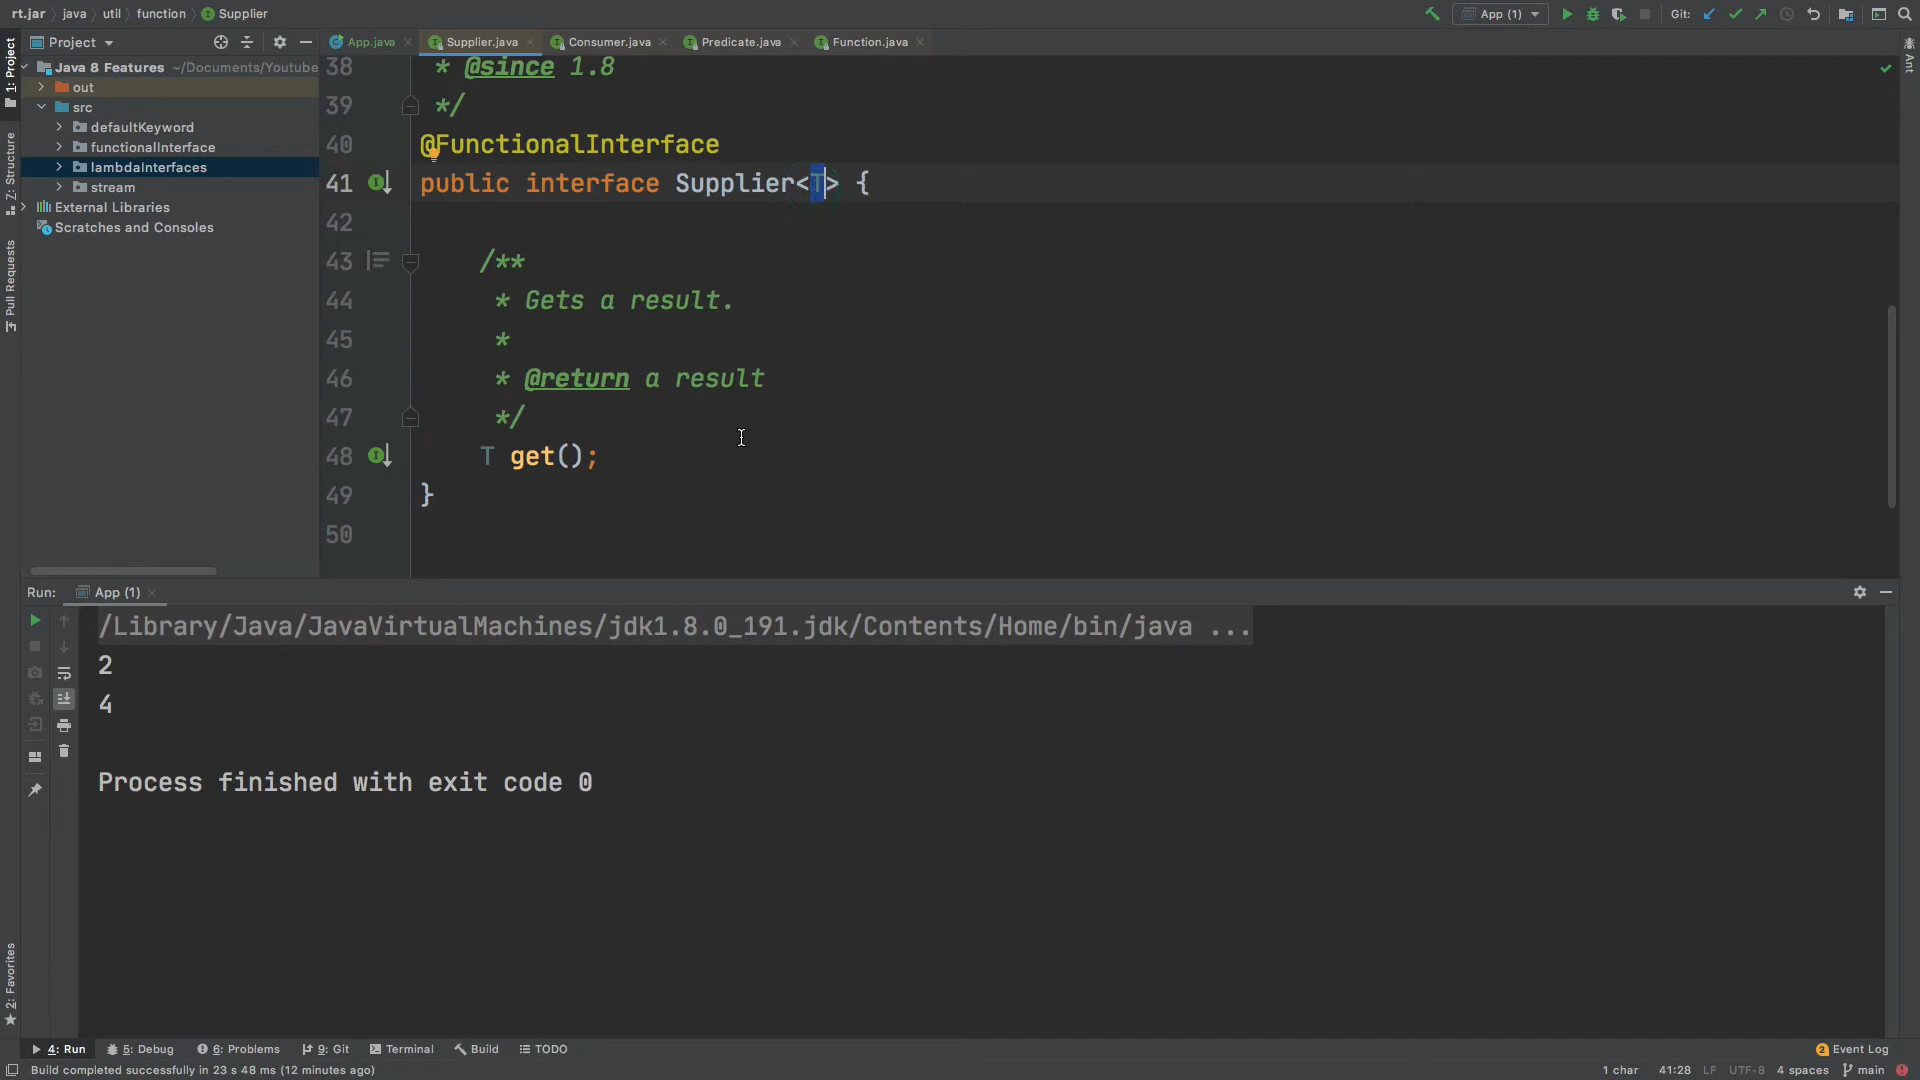 rt.jar java util function Supplier
App (1) Git:
Project
App.java Supplier.java Consumer.java Predicate.java Function.java
1: Project
Z: Structure
Pull Requests
2: Favorites
Ant
Java 8 Features ~/Documents/Youtube
out
src
defaultKeyword
functionalInterface
lambdaInterfaces
stream
External Libraries
Scratches and Consoles
38 * @since 1.8
39 */
40 @FunctionalInterface
41 public interface Supplier<T> {
42
43 /**
44 * Gets a result.
45 *
46 * @return a result
47 */
48 T get();
49 }
50
Run: App (1)
/Library/Java/JavaVirtualMachines/jdk1.8.0_191.jdk/Contents/Home/bin/java ...
2
4
Process finished with exit code 0
4: Run 5: Debug 6: Problems 9: Git Terminal Build TODO 2 Event Log
Build completed successfully in 23 s 48 ms (12 minutes ago) 1 char 41:28 LF UTF-8 4 spaces main